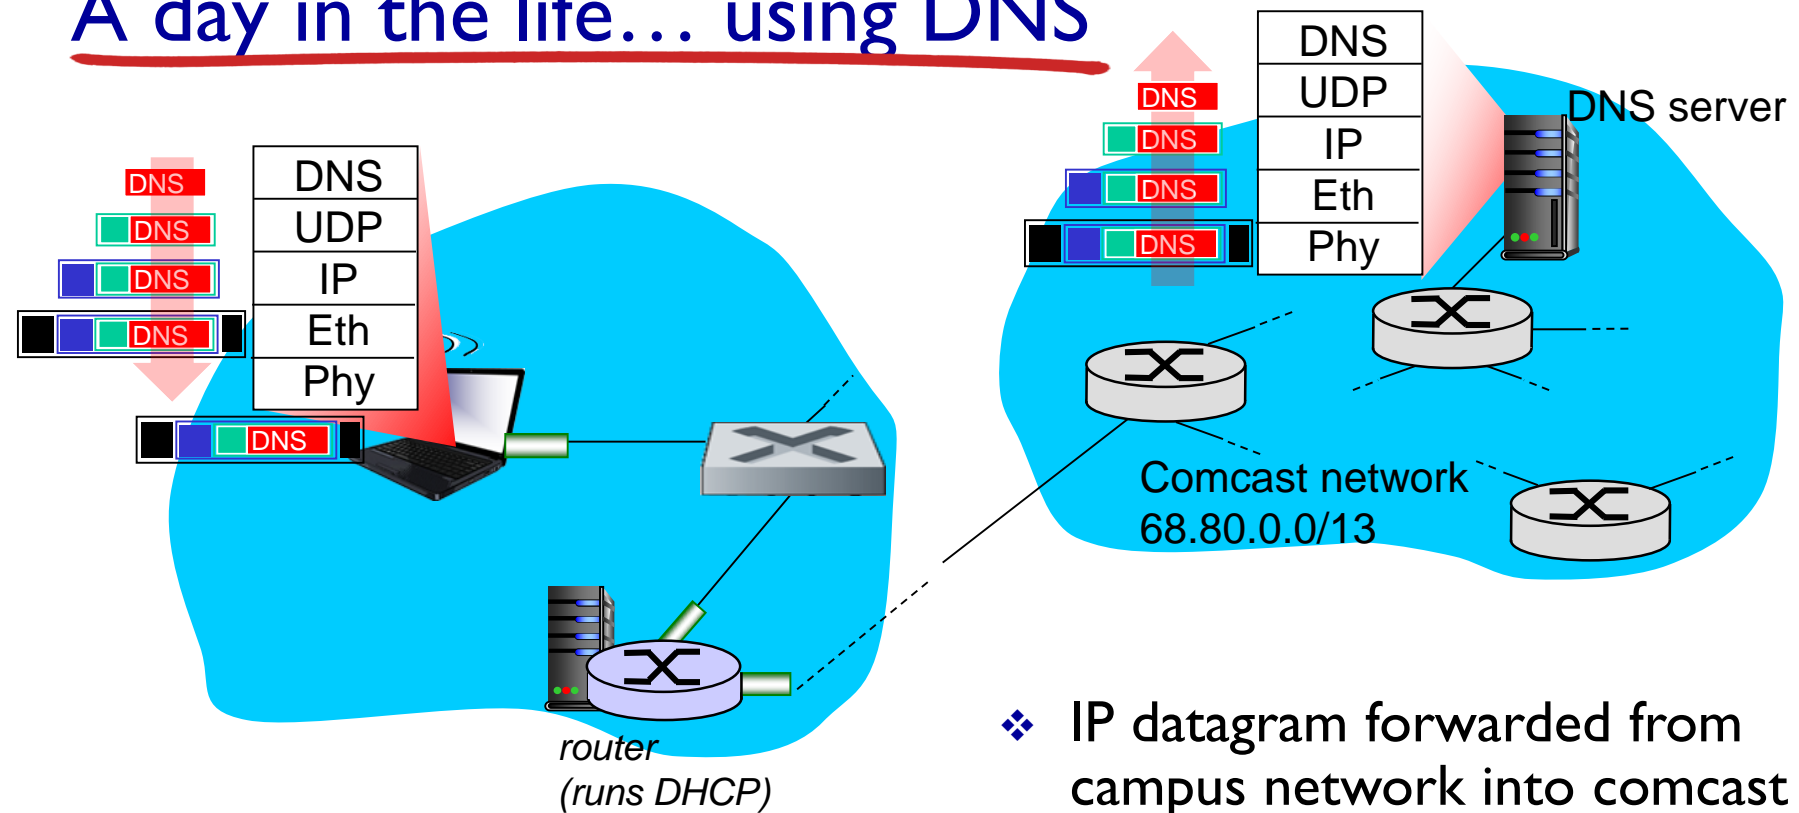 A day in the life… using DNS
DNS
DNS
DNS
DNS
DNS
DNS
UDP
IP
Eth
Phy
DNS
DNS
DNS
DNS
DNS
UDP
IP
Eth
Phy
DNS server
Comcast network
68.80.0.0/13
router
(runs DHCP)
❖ IP datagram forwarded from
campus network into comcast